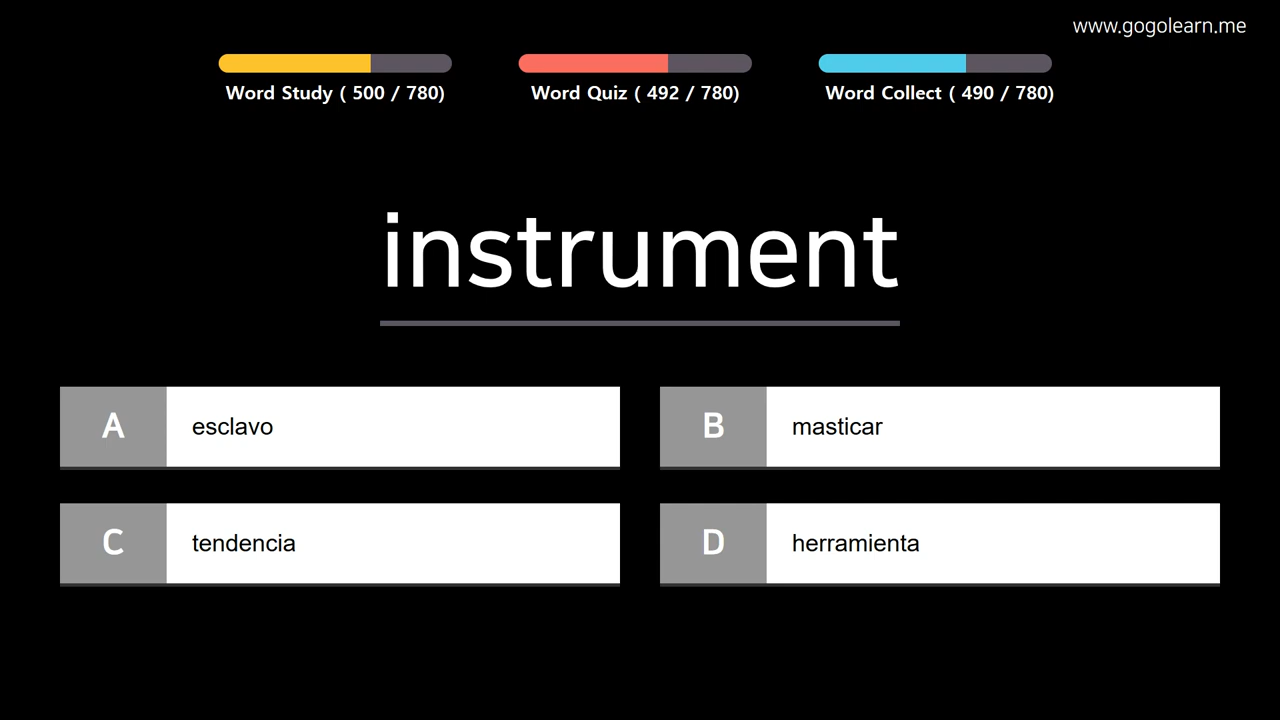 www.gogolearn.me
Word Study ( 500 / 780)
Word Quiz ( 492 / 780)
Word Collect ( 490 / 780)
instrument
A esclavo
B masticar
C tendencia
D herramienta